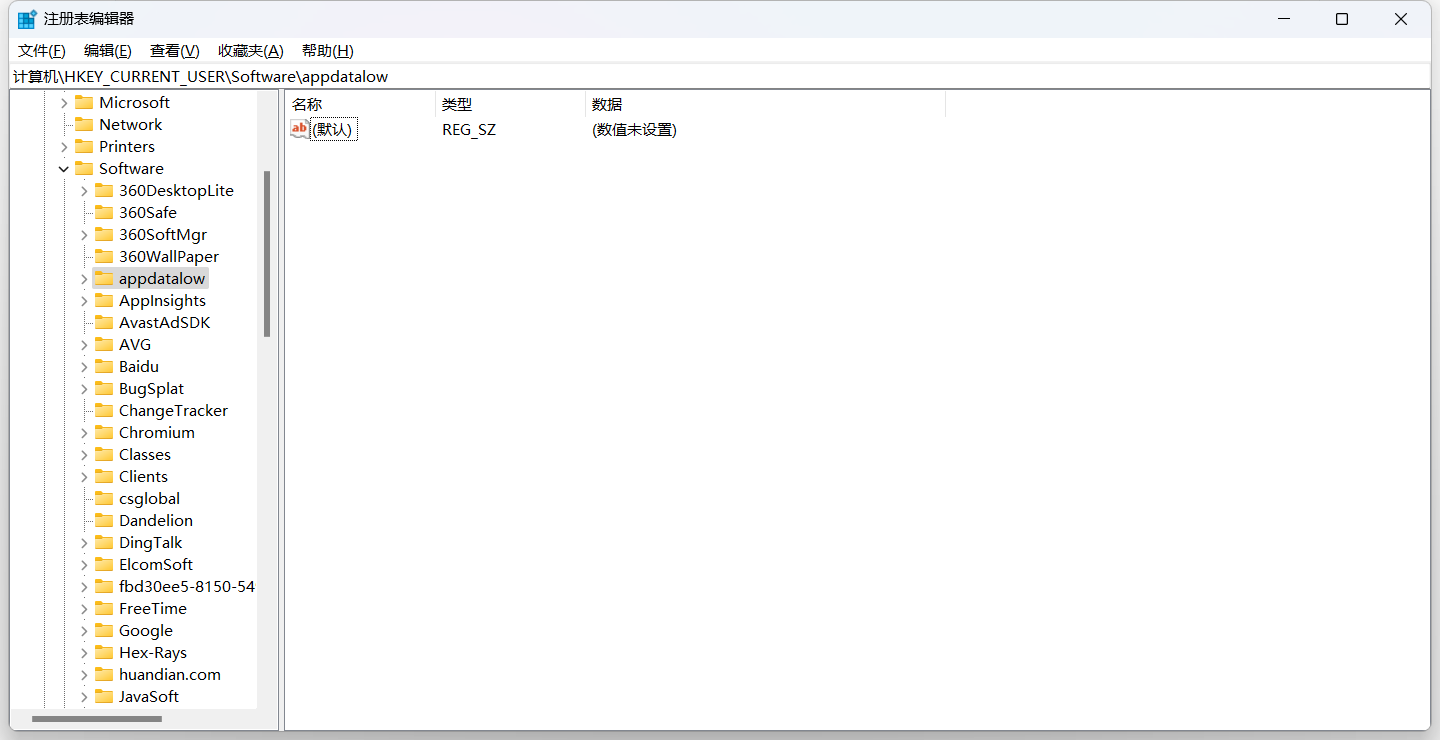 注册表编辑器
文件(F) 编辑(E) 查看(V) 收藏夹(A) 帮助(H)
计算机\HKEY_CURRENT_USER\Software\appdatalow
Microsoft
Network
Printers
Software
360DesktopLite
360Safe
360SoftMgr
360WallPaper
appdatalow
AppInsights
AvastAdSDK
AVG
Baidu
BugSplat
ChangeTracker
Chromium
Classes
Clients
csglobal
Dandelion
DingTalk
ElcomSoft
fbd30ee5-8150-54
FreeTime
Google
Hex-Rays
huandian.com
JavaSoft
名称 类型 数据
ab (默认) REG_SZ (数值未设置)